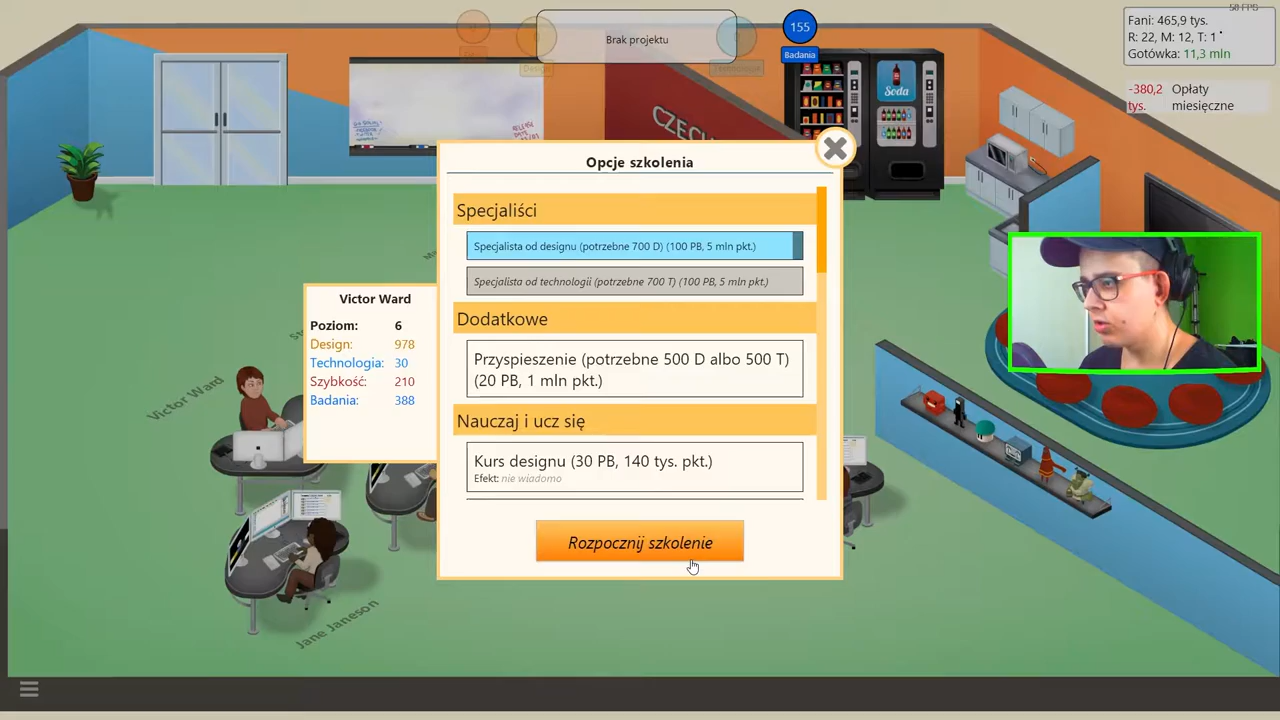 58 FPS
Brak projektu
155
Badania
Fani: 465,9 tys.
R: 22, M: 12, T: 1
Gotówka: 11,3 mln
-380,2 tys.
Opłaty miesięczne
Soda
CZECH
Opcje szkolenia
Specjaliści
Specjalista od designu (potrzebne 700 D) (100 PB, 5 mln pkt.)
Specjalista od technologii (potrzebne 700 T) (100 PB, 5 mln pkt.)
Dodatkowe
Przyspieszenie (potrzebne 500 D albo 500 T)
(20 PB, 1 mln pkt.)
Nauczaj i ucz się
Kurs designu (30 PB, 140 tys. pkt.)
Efekt: nie wiadomo
Rozpocznij szkolenie
Victor Ward
Poziom: 6
Design: 978
Technologia: 30
Szybkość: 210
Badania: 388
Victor Ward
Jane Janeson